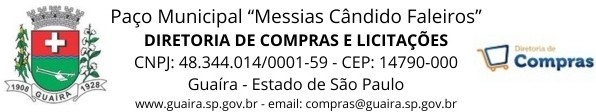 Paço Municipal “Messias Cândido Faleiros”
DIRETORIA DE COMPRAS E LICITAÇÕES
CNPJ: 48.344.014/0001-59 - CEP: 14790-000
Guaíra - Estado de São Paulo
www.guaira.sp.gov.br - email: compras@guaira.sp.gov.br
1908 GUAÍRA 1928
Diretoria de
Compras